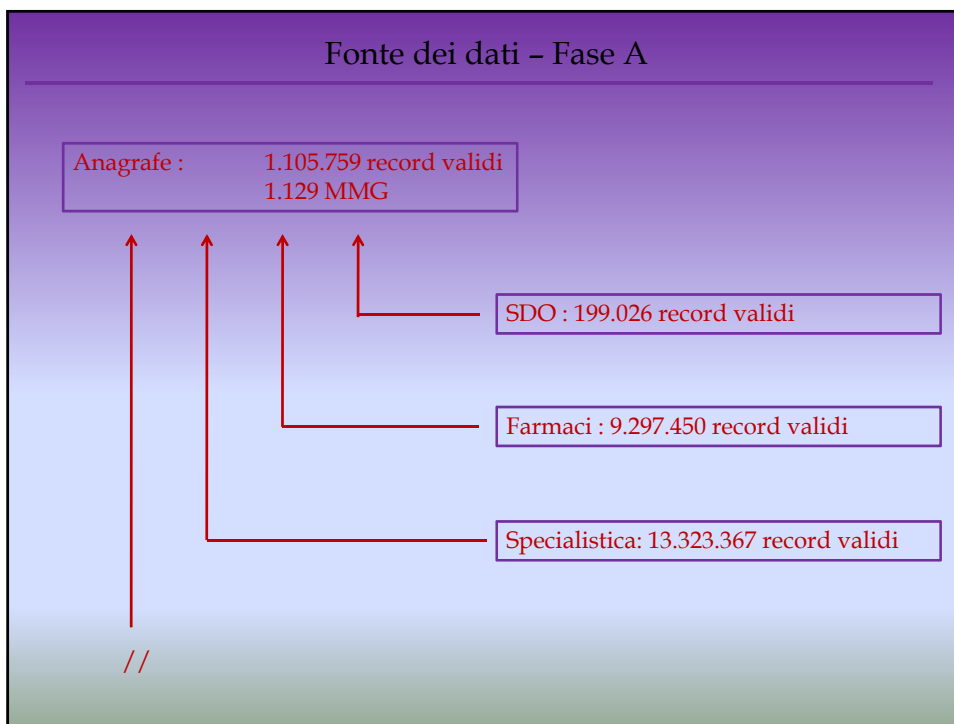 Fonte dei dati – Fase A
Anagrafe : 1.105.759 record validi
1.129 MMG
SDO : 199.026 record validi
Farmaci : 9.297.450 record validi
Specialistica: 13.323.367 record validi
//